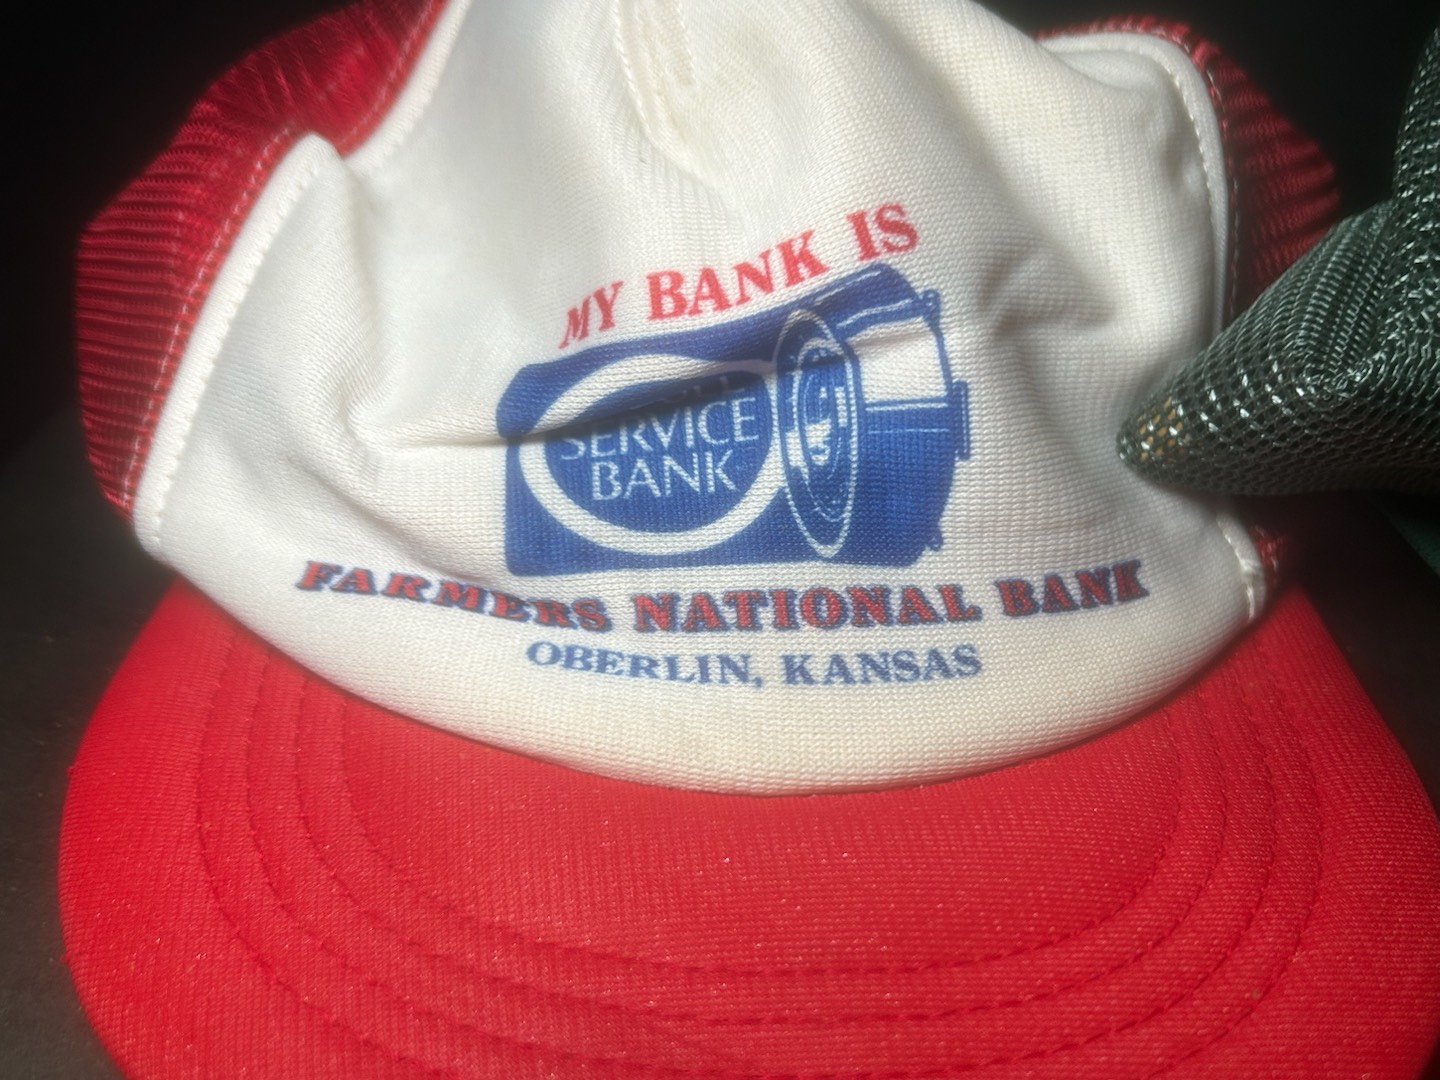 MY BANK IS
SERVICE
BANK
FARMERS NATIONAL BANK
OBERLIN, KANSAS